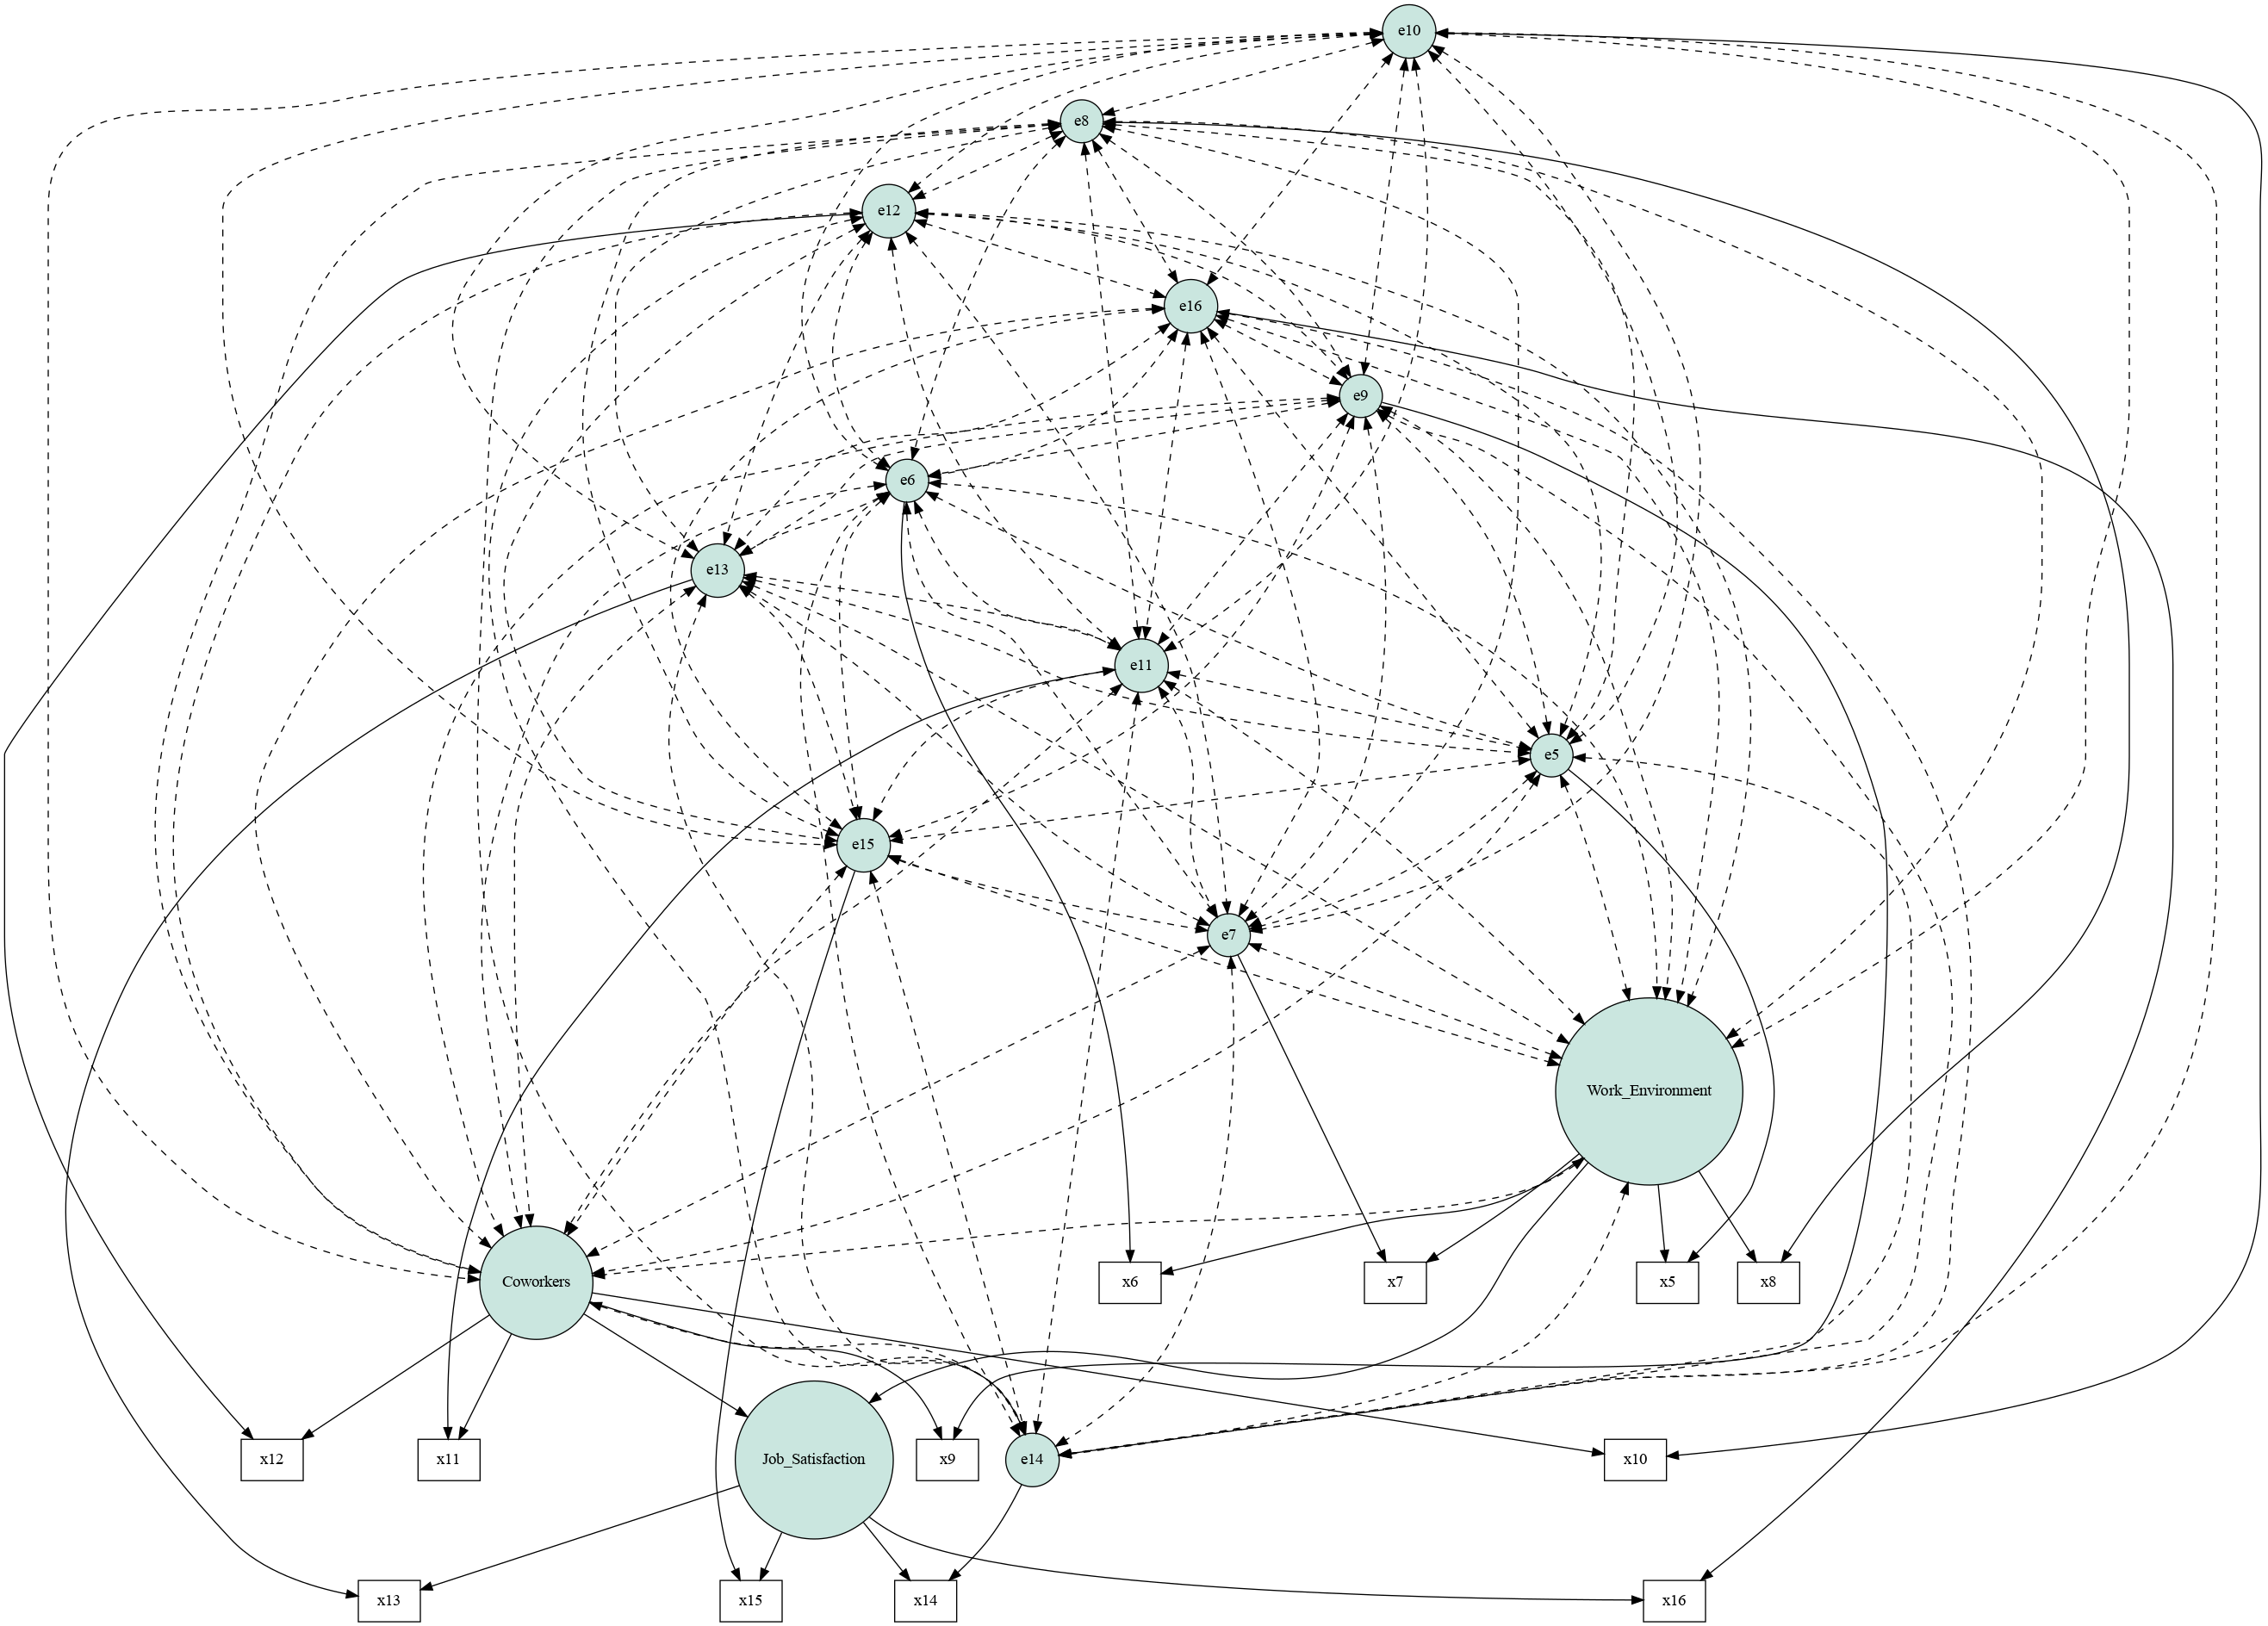 e10
e8
e12
e16
e9
e6
e13
e11
e5
e15
e7
Work_Environment
Coworkers
x6
x7
x5
x8
x12
x11
Job_Satisfaction
x9
e14
x10
x13
x15
x14
x16